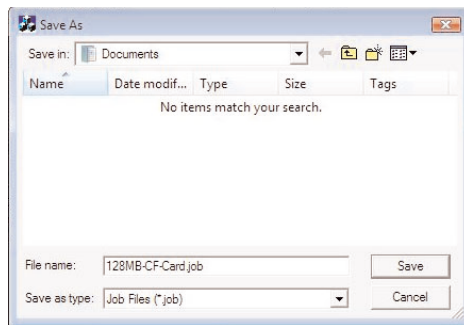 Save As
Save in: Documents
Name Date modif... Type Size Tags
No items match your search.
File name: 128MB-CF-Card.job Save
Save as type: Job Files (*.job) Cancel